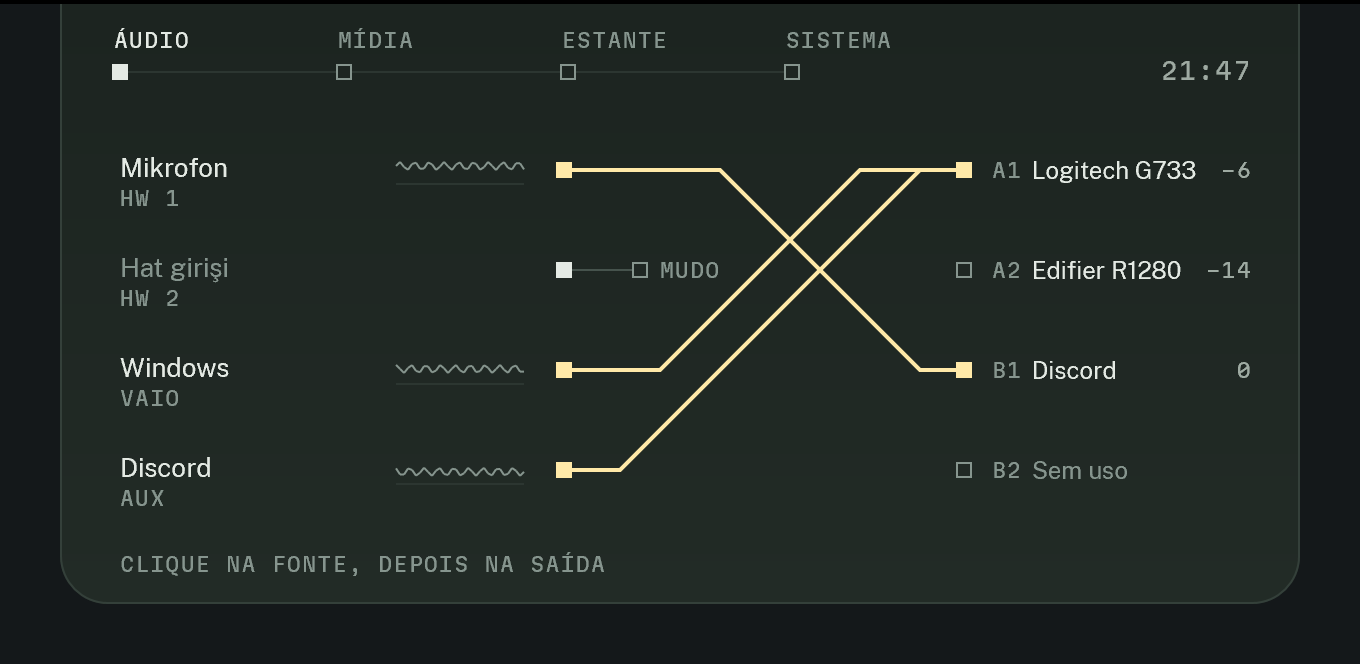 ÁUDIO MÍDIA ESTANTE SISTEMA
21:47
Mikrofon
HW 1
A1 Logitech G733 −6
Hat girişi
HW 2
MUDO
A2 Edifier R1280 −14
Windows
VAIO
B1 Discord 0
Discord
AUX
B2 Sem uso
CLIQUE NA FONTE, DEPOIS NA SAÍDA